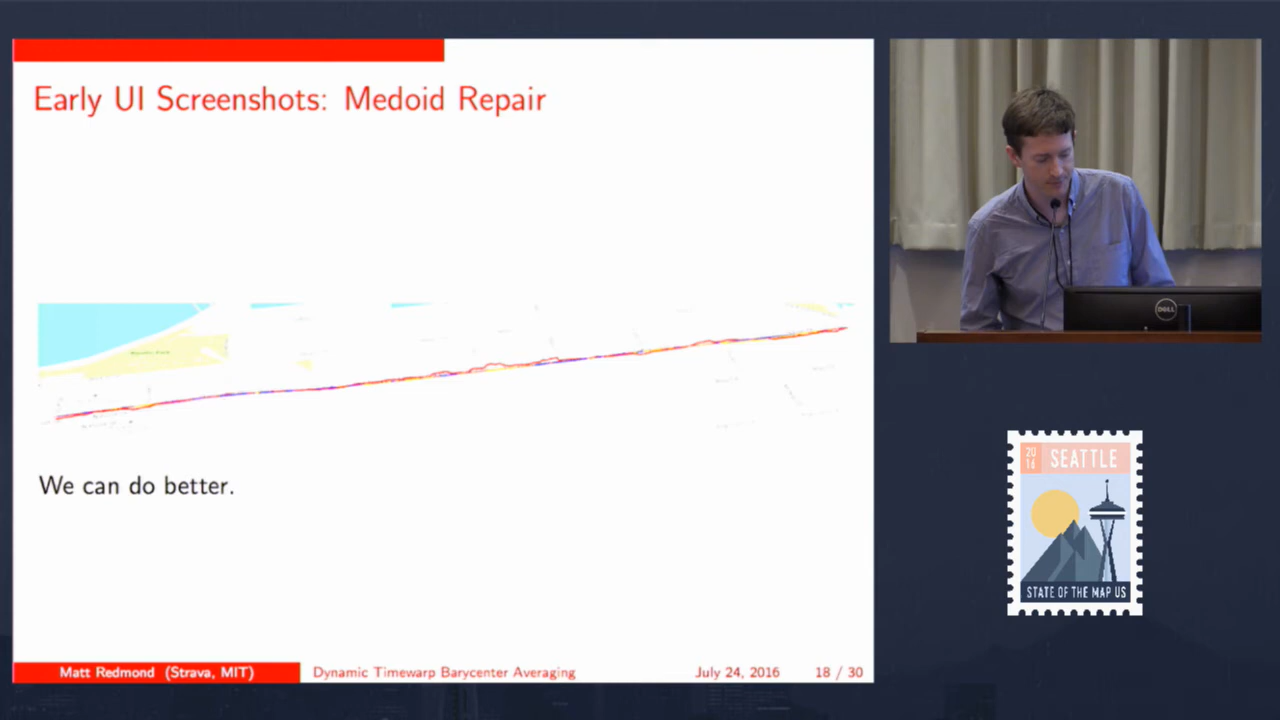 Early UI Screenshots: Medoid Repair
We can do better.
Matt Redmond (Strava, MIT)
Dynamic Timewarp Barycenter Averaging
July 24, 2016
18 / 30
DELL
20
16
SEATTLE
STATE OF THE MAP US